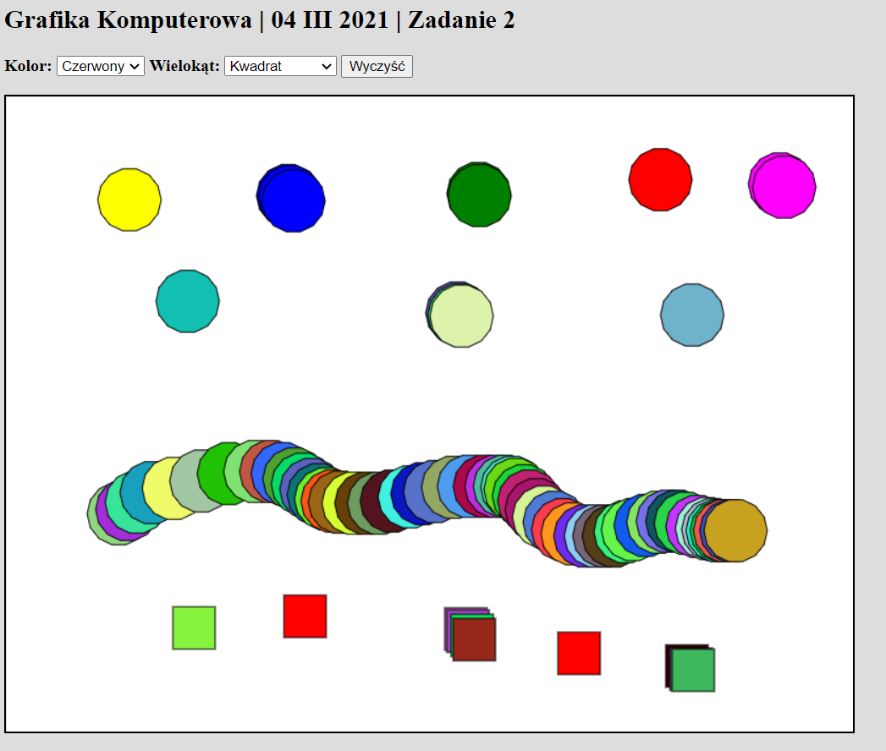 Grafika Komputerowa | 04 III 2021 | Zadanie 2
Kolor: Czerwony Wielokąt: Kwadrat Wyczyść